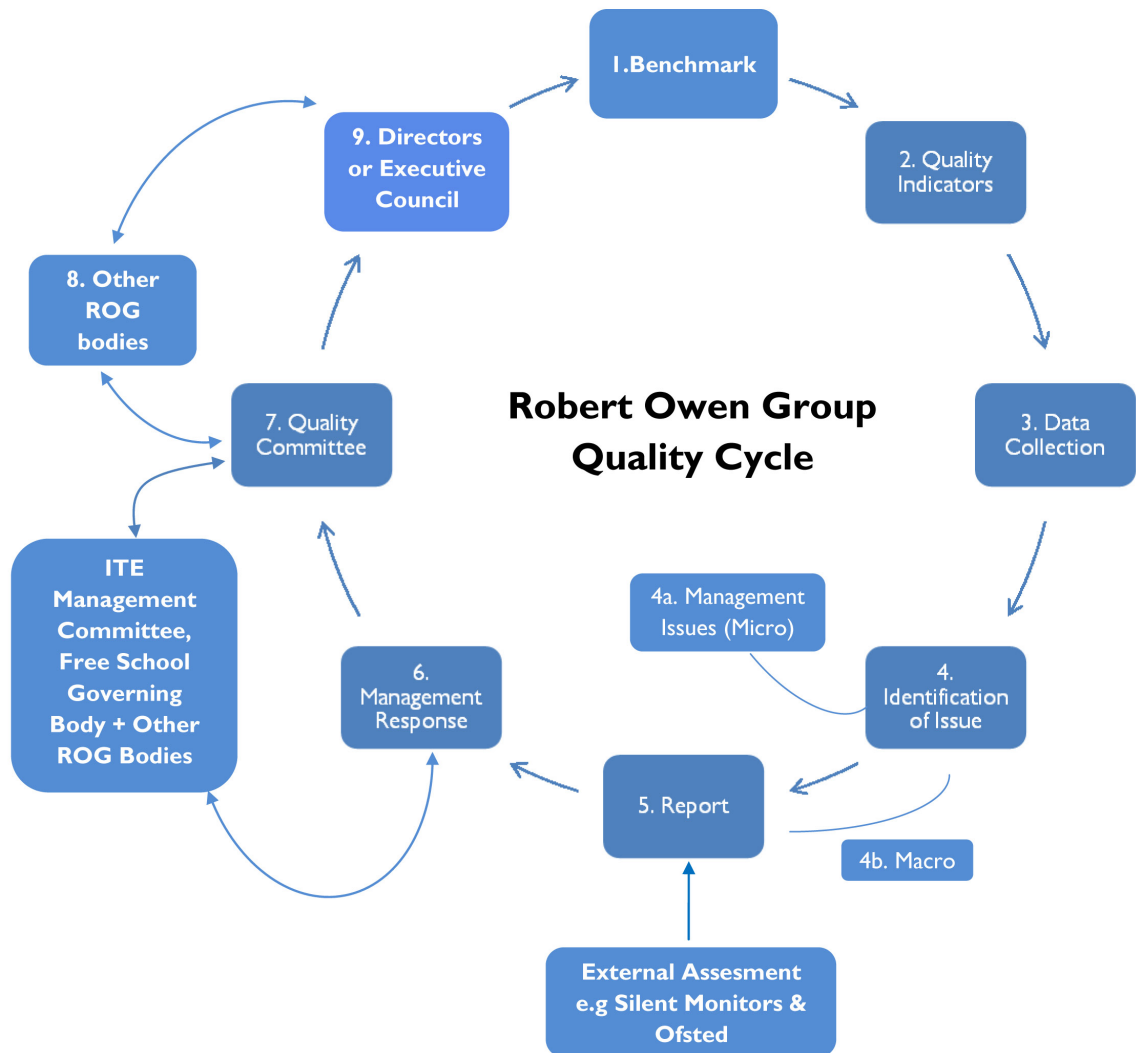 1.Benchmark
9. Directors
or Executive
Council
2. Quality
Indicators
8. Other
ROG
bodies
Robert Owen Group
Quality Cycle
7. Quality
Committee
3. Data
Collection
ITE
Management
Committee,
Free School
Governing
Body + Other
ROG Bodies
4a. Management
Issues (Micro)
6.
Management
Response
4.
Identification
of Issue
5. Report
4b. Macro
External Assesment
e.g Silent Monitors &
Ofsted